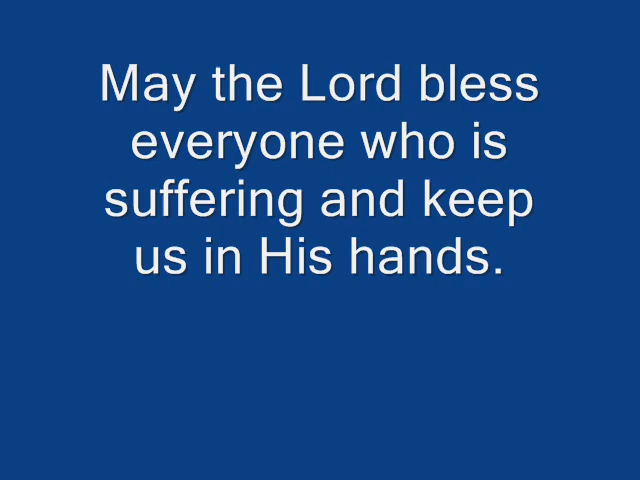 May the Lord bless
everyone who is
suffering and keep
us in His hands.